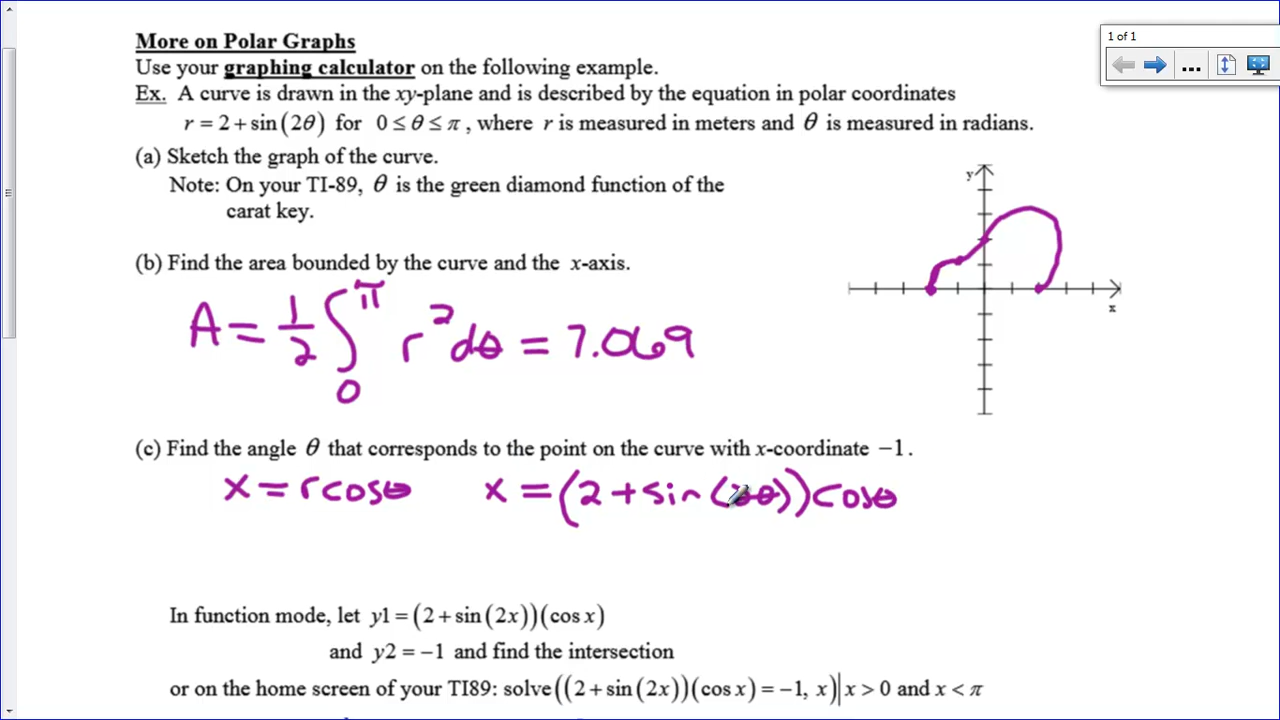 1 of 1
More on Polar Graphs
Use your graphing calculator on the following example.
Ex. A curve is drawn in the xy-plane and is described by the equation in polar coordinates
r = 2 + sin(2θ) for 0 ≤ θ ≤ π, where r is measured in meters and θ is measured in radians.
(a) Sketch the graph of the curve.
Note: On your TI-89, θ is the green diamond function of the
carat key.
y
x
(b) Find the area bounded by the curve and the x-axis.
A = 1/2 ∫₀^π r² dθ = 7.069
(c) Find the angle θ that corresponds to the point on the curve with x-coordinate −1.
x = r cosθ x = (2 + sin(2θ)) cosθ
In function mode, let y1 = (2 + sin(2x))(cos x)
and y2 = −1 and find the intersection
or on the home screen of your TI89: solve((2 + sin(2x))(cos x) = −1, x)|x > 0 and x < π